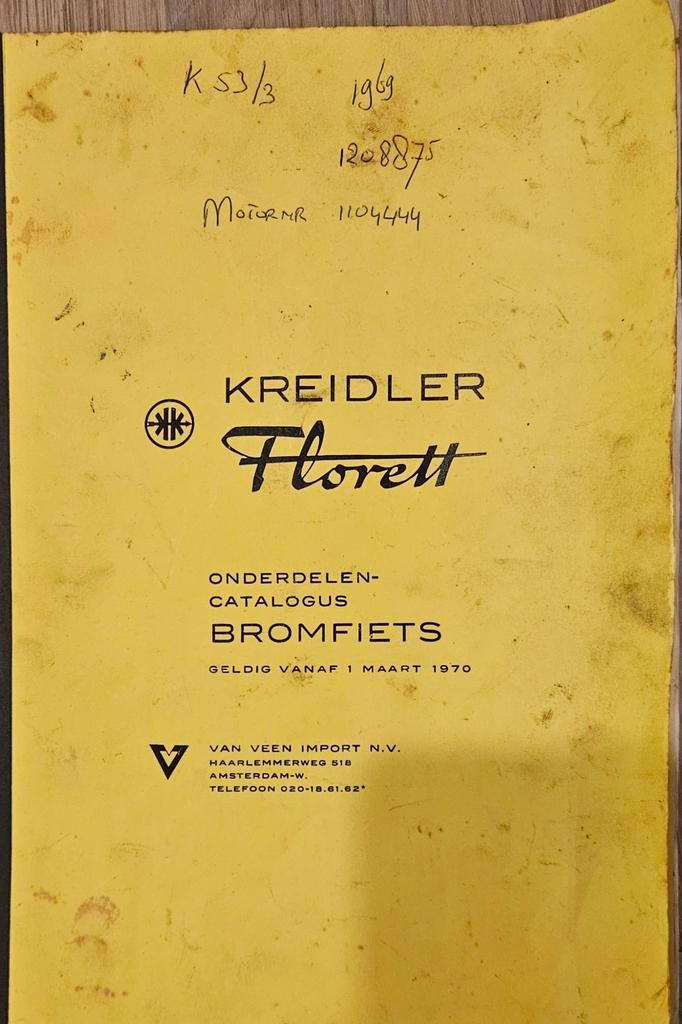 K 53/3 1969
1208875
MOTORNR 1104444
KREIDLER
Florett
ONDERDELEN-
CATALOGUS
BROMFIETS
GELDIG VANAF 1 MAART 1970
VAN VEEN IMPORT N.V.
HAARLEMMERWEG 518
AMSTERDAM-W.
TELEFOON 020-18.61.62*